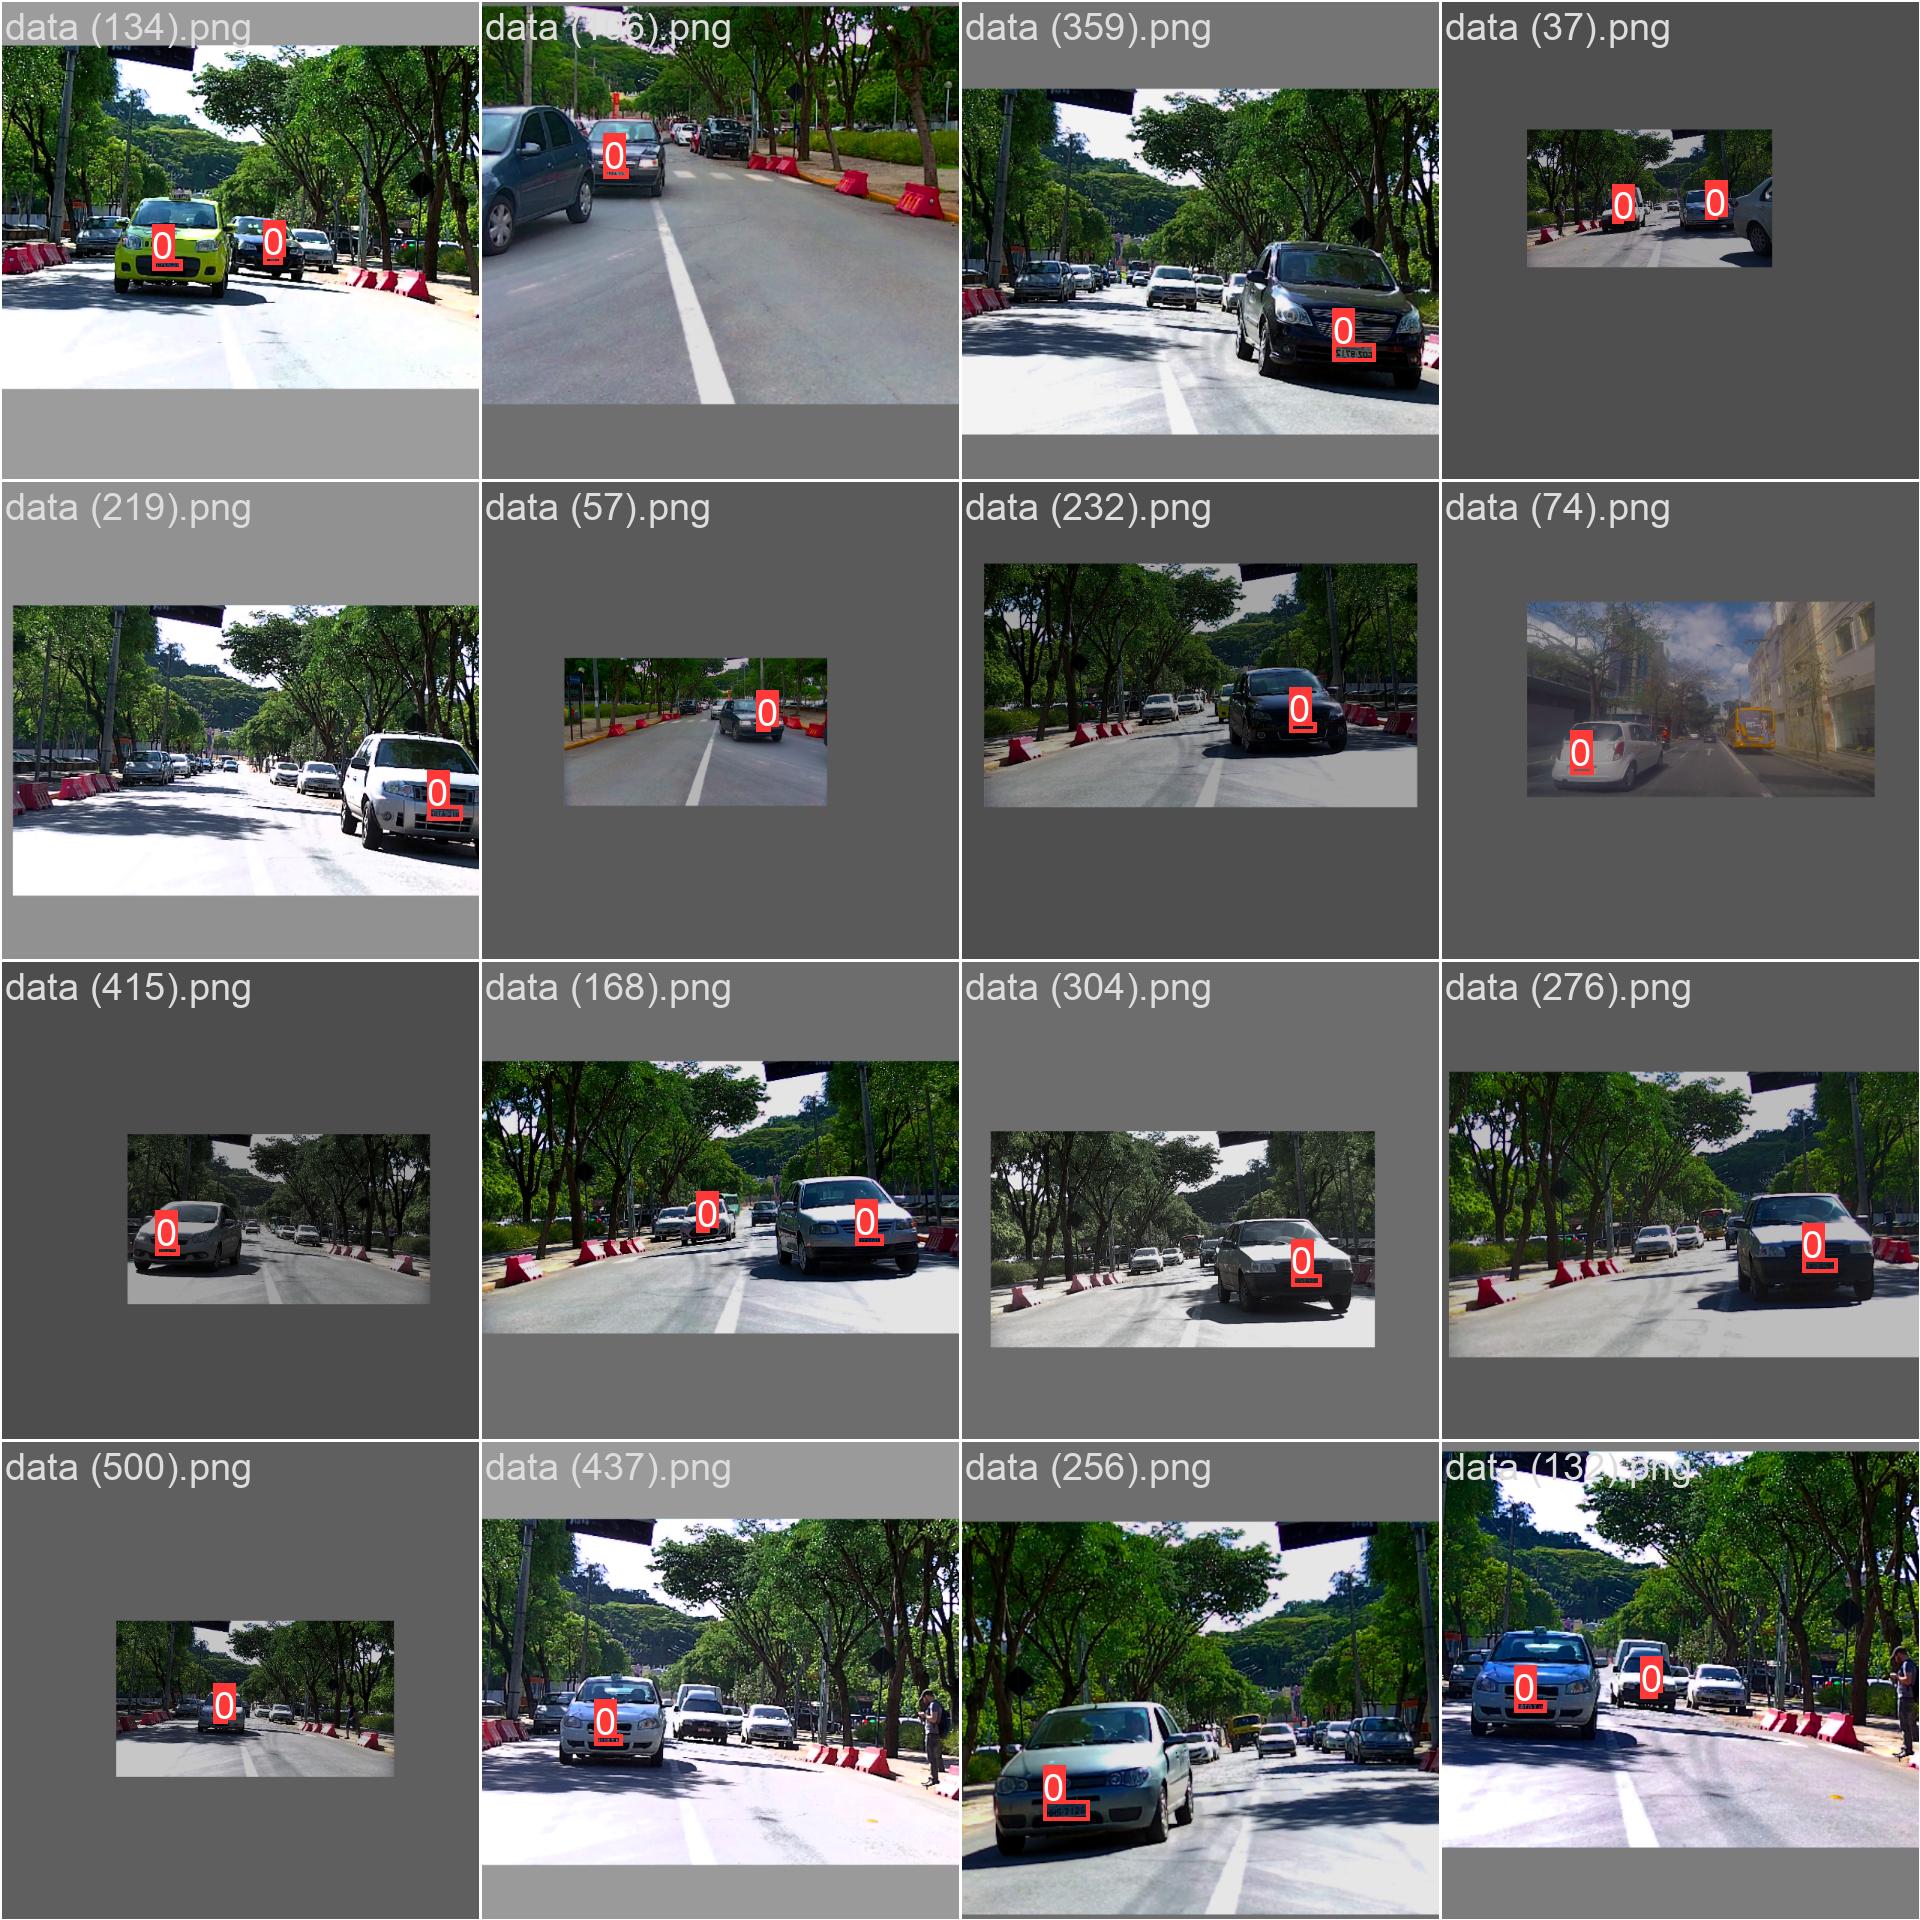 data (134).png
data (106).png
data (359).png
data (37).png
0
0
0
0
0
0
data (219).png
data (57).png
data (232).png
data (74).png
0
0
0
0
data (415).png
data (168).png
data (304).png
data (276).png
0
0
0
0
0
data (500).png
data (437).png
data (256).png
data (132).png
0
0
0
0
0